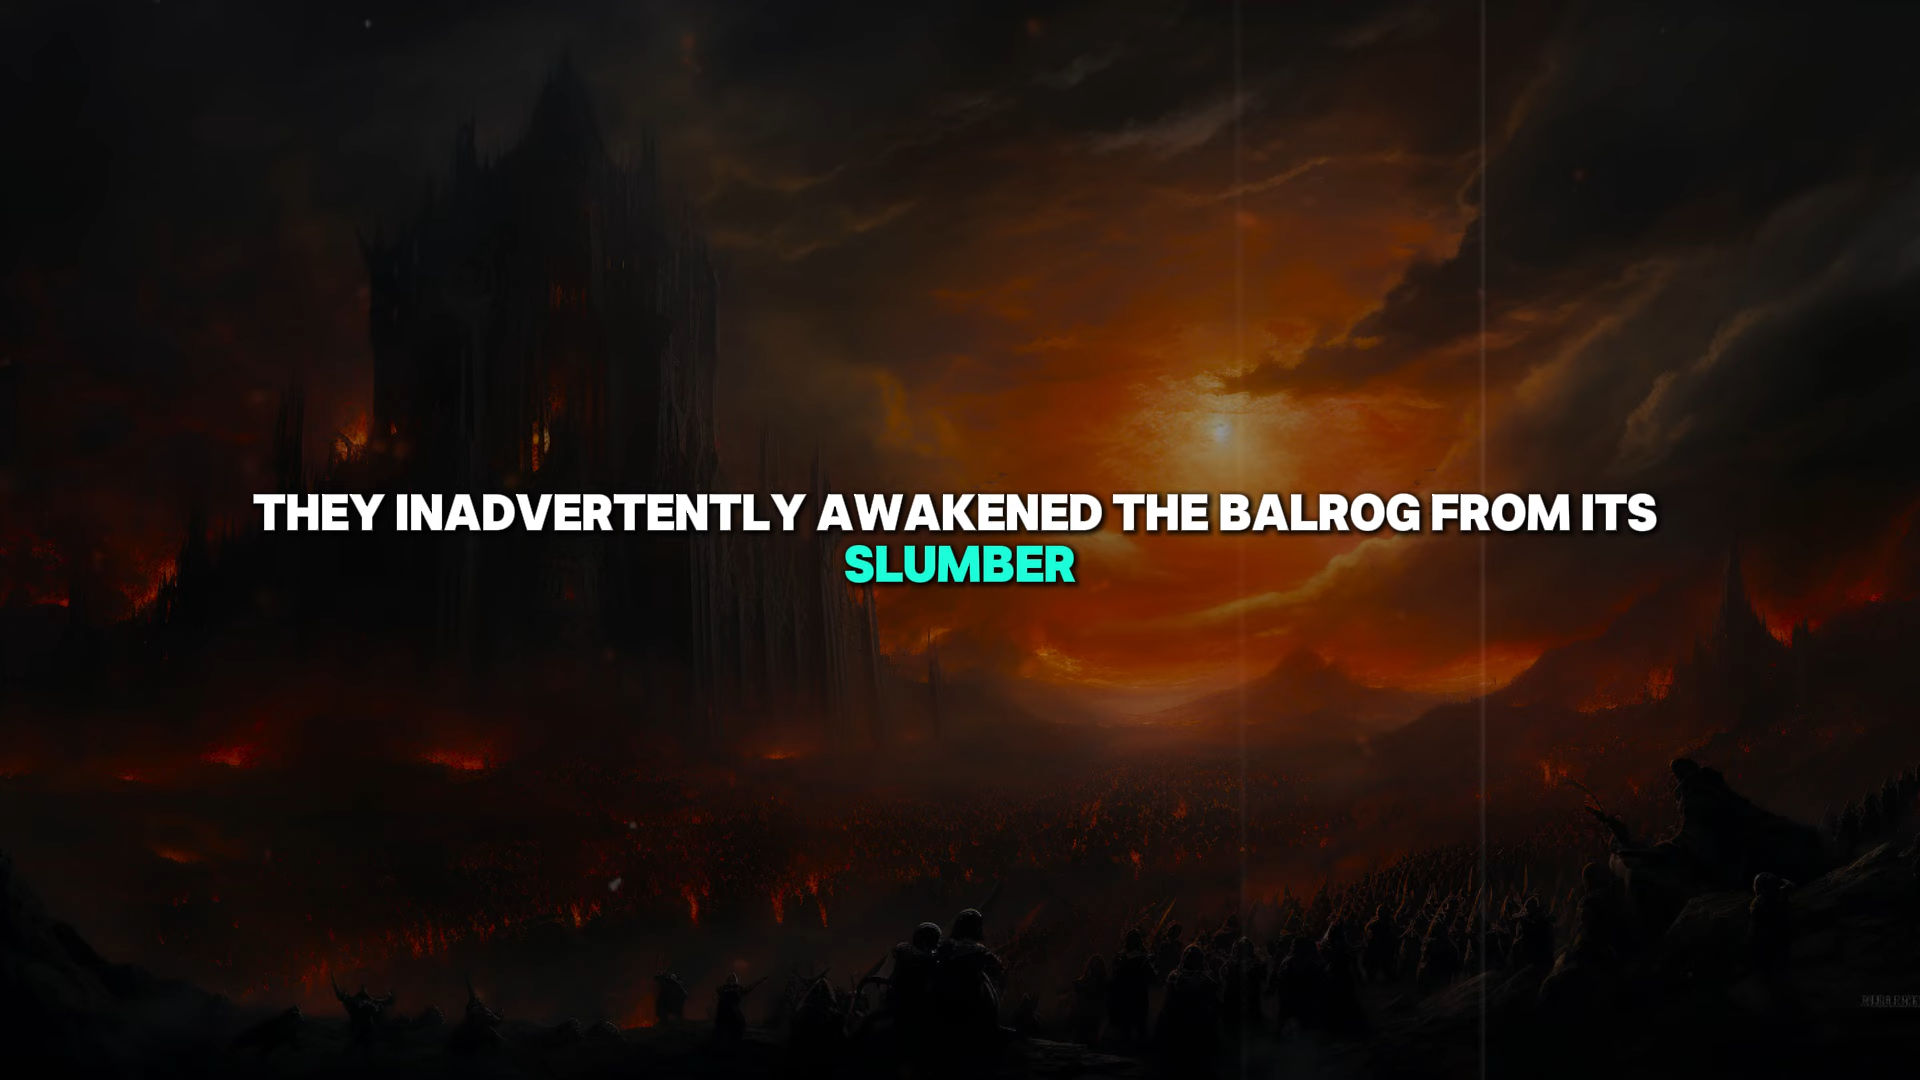 THEY INADVERTENTLY AWAKENED THE BALROG FROM ITS
SLUMBER